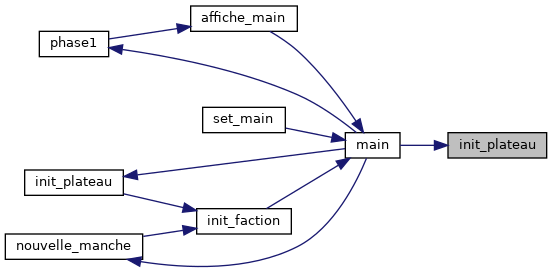 affiche_main
phase1
set_main
main
init_plateau
init_plateau
init_faction
nouvelle_manche